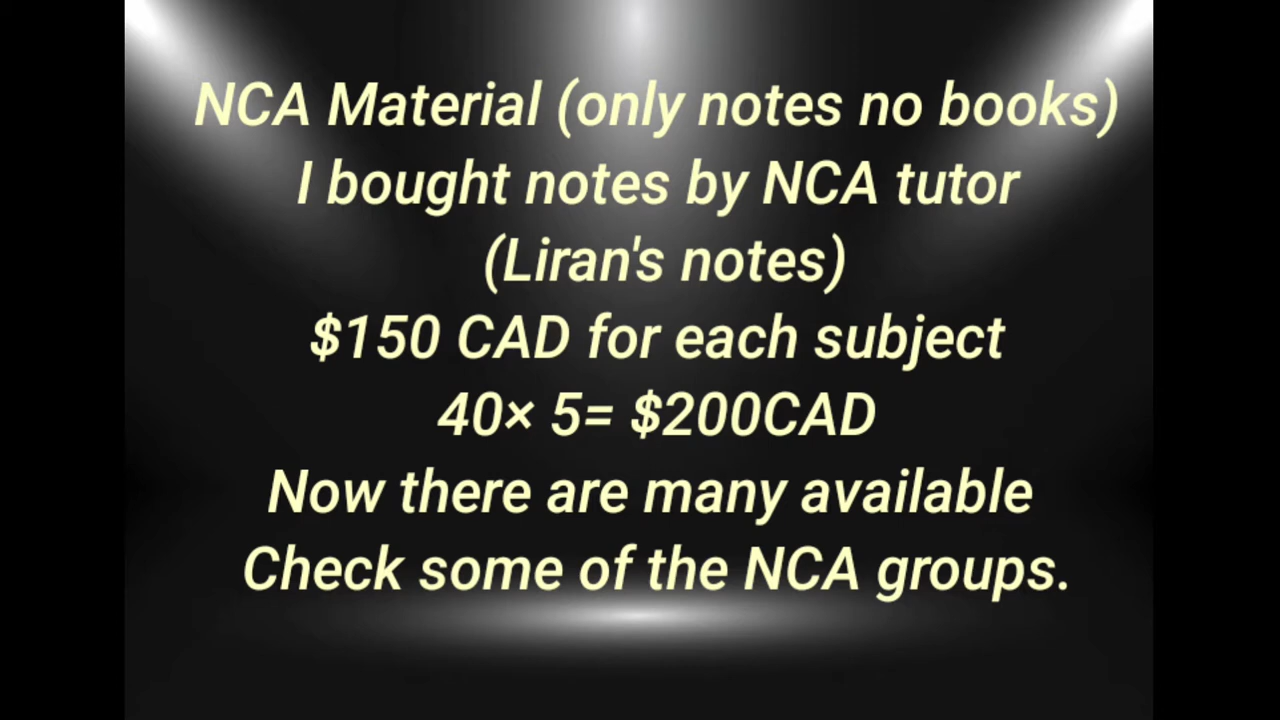 NCA Material (only notes no books)
I bought notes by NCA tutor
(Liran's notes)
$150 CAD for each subject
40× 5= $200CAD
Now there are many available
Check some of the NCA groups.